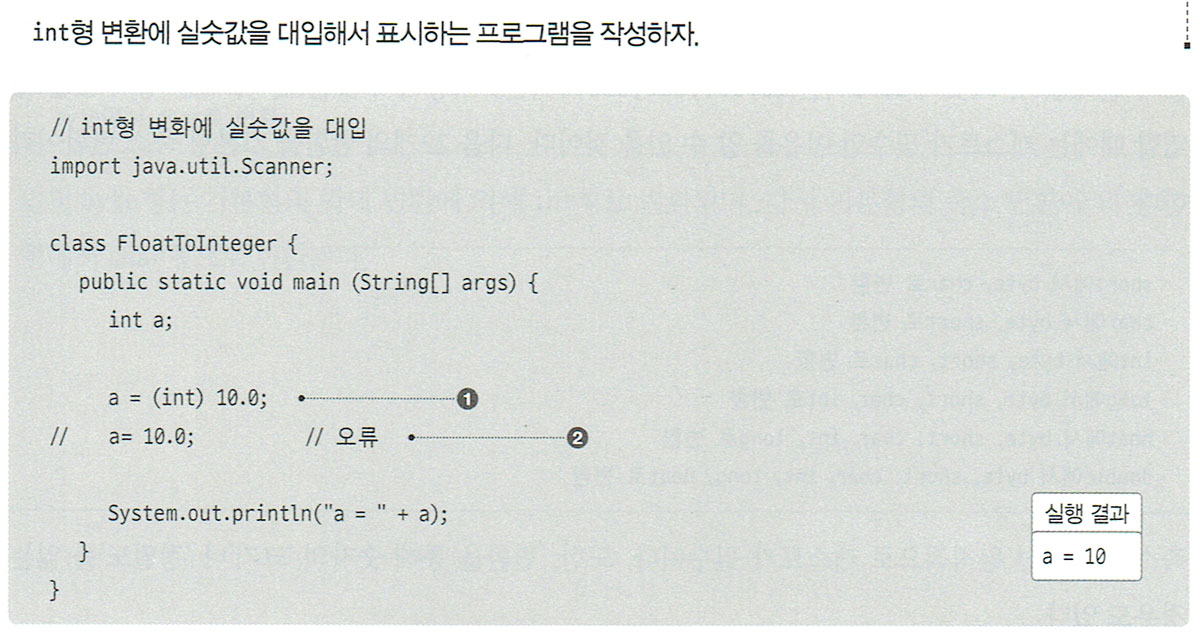 int형 변환에 실숫값을 대입해서 표시하는 프로그램을 작성하자.
// int형 변화에 실숫값을 대입
import java.util.Scanner;
class FloatToInteger {
public static void main (String[] args) {
int a;
a = (int) 10.0; ❶
// a= 10.0; // 오류 ❷
System.out.println("a = " + a);
}
}
실행 결과
a = 10